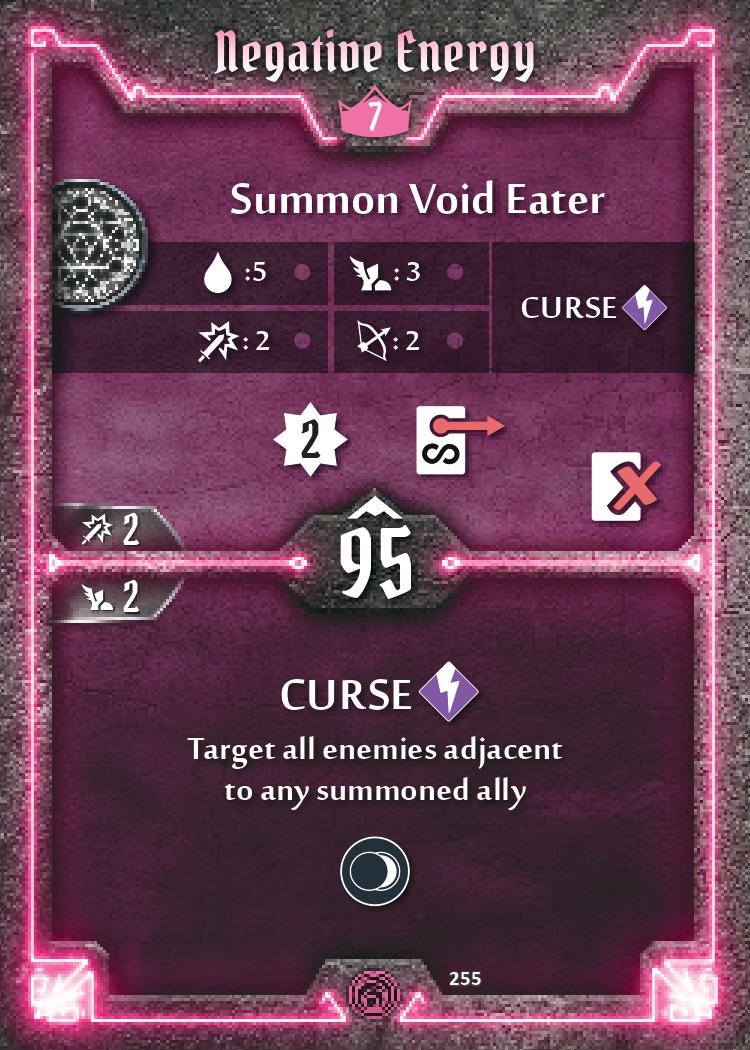 Negative Energy
7
Summon Void Eater
:5 : 3
CURSE
: 2 : 2
2
2
95
2
CURSE
Target all enemies adjacent
to any summoned ally
255